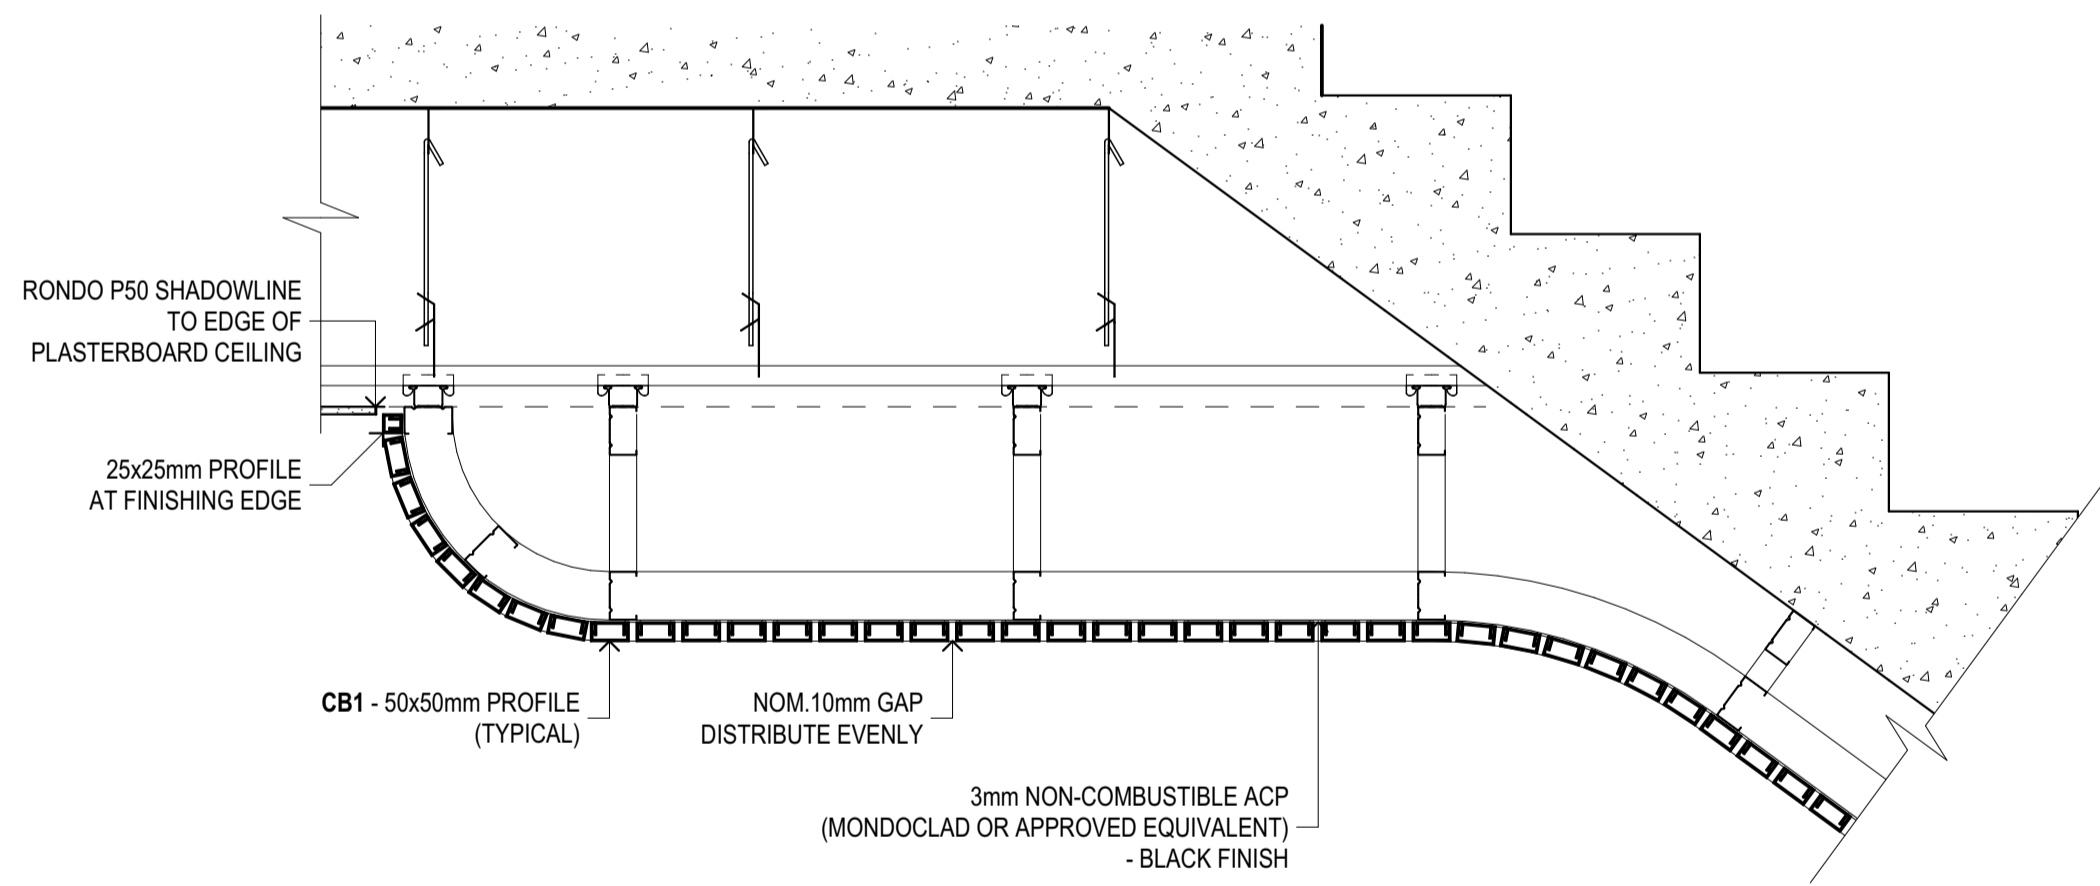 RONDO P50 SHADOWLINE
TO EDGE OF
PLASTERBOARD CEILING
25x25mm PROFILE
AT FINISHING EDGE
CB1 - 50x50mm PROFILE
(TYPICAL)
NOM.10mm GAP
DISTRIBUTE EVENLY
3mm NON-COMBUSTIBLE ACP
(MONDOCLAD OR APPROVED EQUIVALENT)
- BLACK FINISH